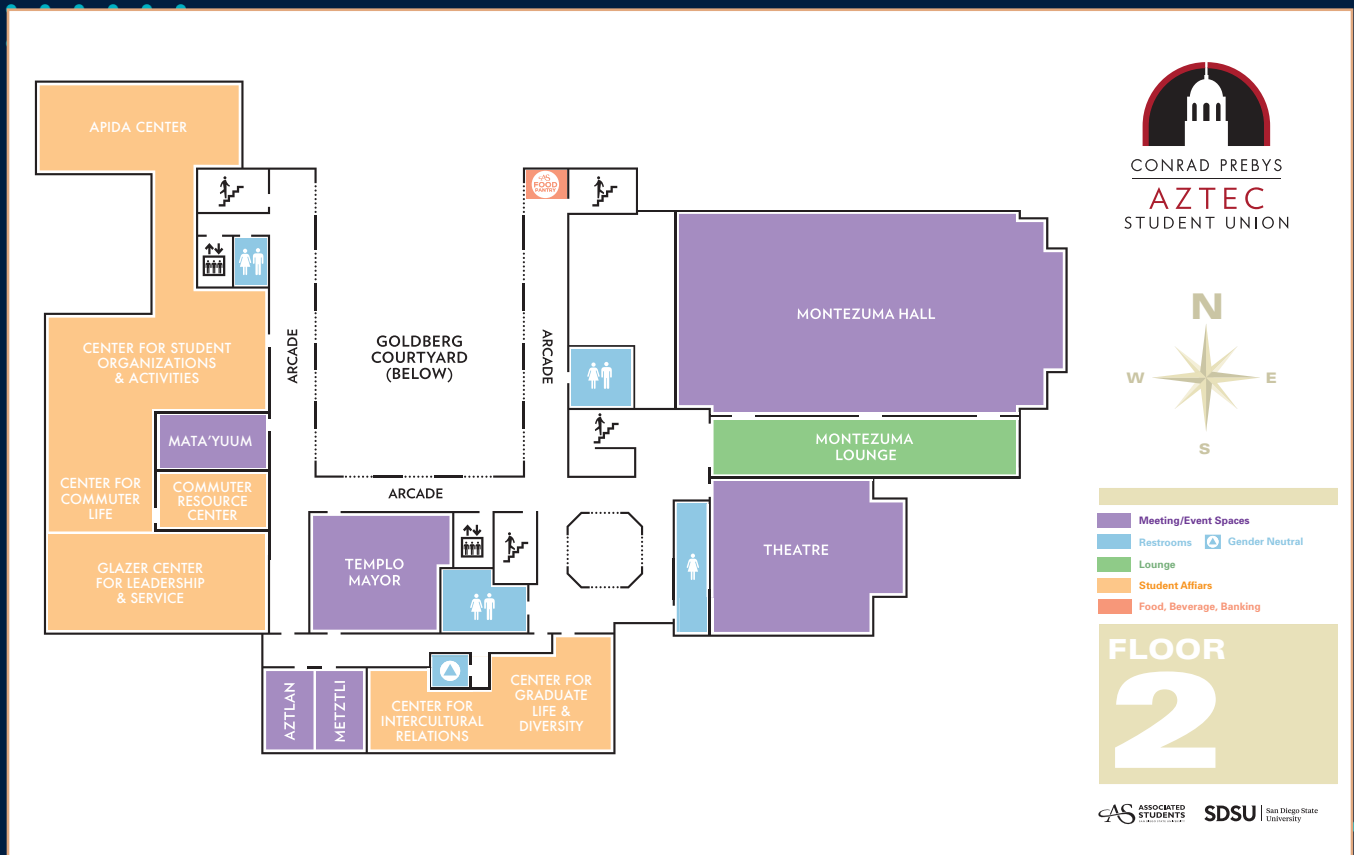 APIDA CENTER
AS
FOOD
PANTRY
CENTER FOR STUDENT
ORGANIZATIONS
& ACTIVITIES
MATA'YUUM
CENTER FOR
COMMUTER
LIFE
COMMUTER
RESOURCE
CENTER
GLAZER CENTER
FOR LEADERSHIP
& SERVICE
ARCADE
GOLDBERG
COURTYARD
(BELOW)
ARCADE
ARCADE
MONTEZUMA HALL
MONTEZUMA
LOUNGE
THEATRE
TEMPLO
MAYOR
AZTLAN
METZTLI
CENTER FOR
INTERCULTURAL
RELATIONS
CENTER FOR
GRADUATE
LIFE &
DIVERSITY
CONRAD PREBYS
AZTEC
STUDENT UNION
N
W
E
S
Meeting/Event Spaces
Restrooms
Gender Neutral
Lounge
Student Affiars
Food, Beverage, Banking
FLOOR
2
AS ASSOCIATED
STUDENTS
SDSU San Diego State
University